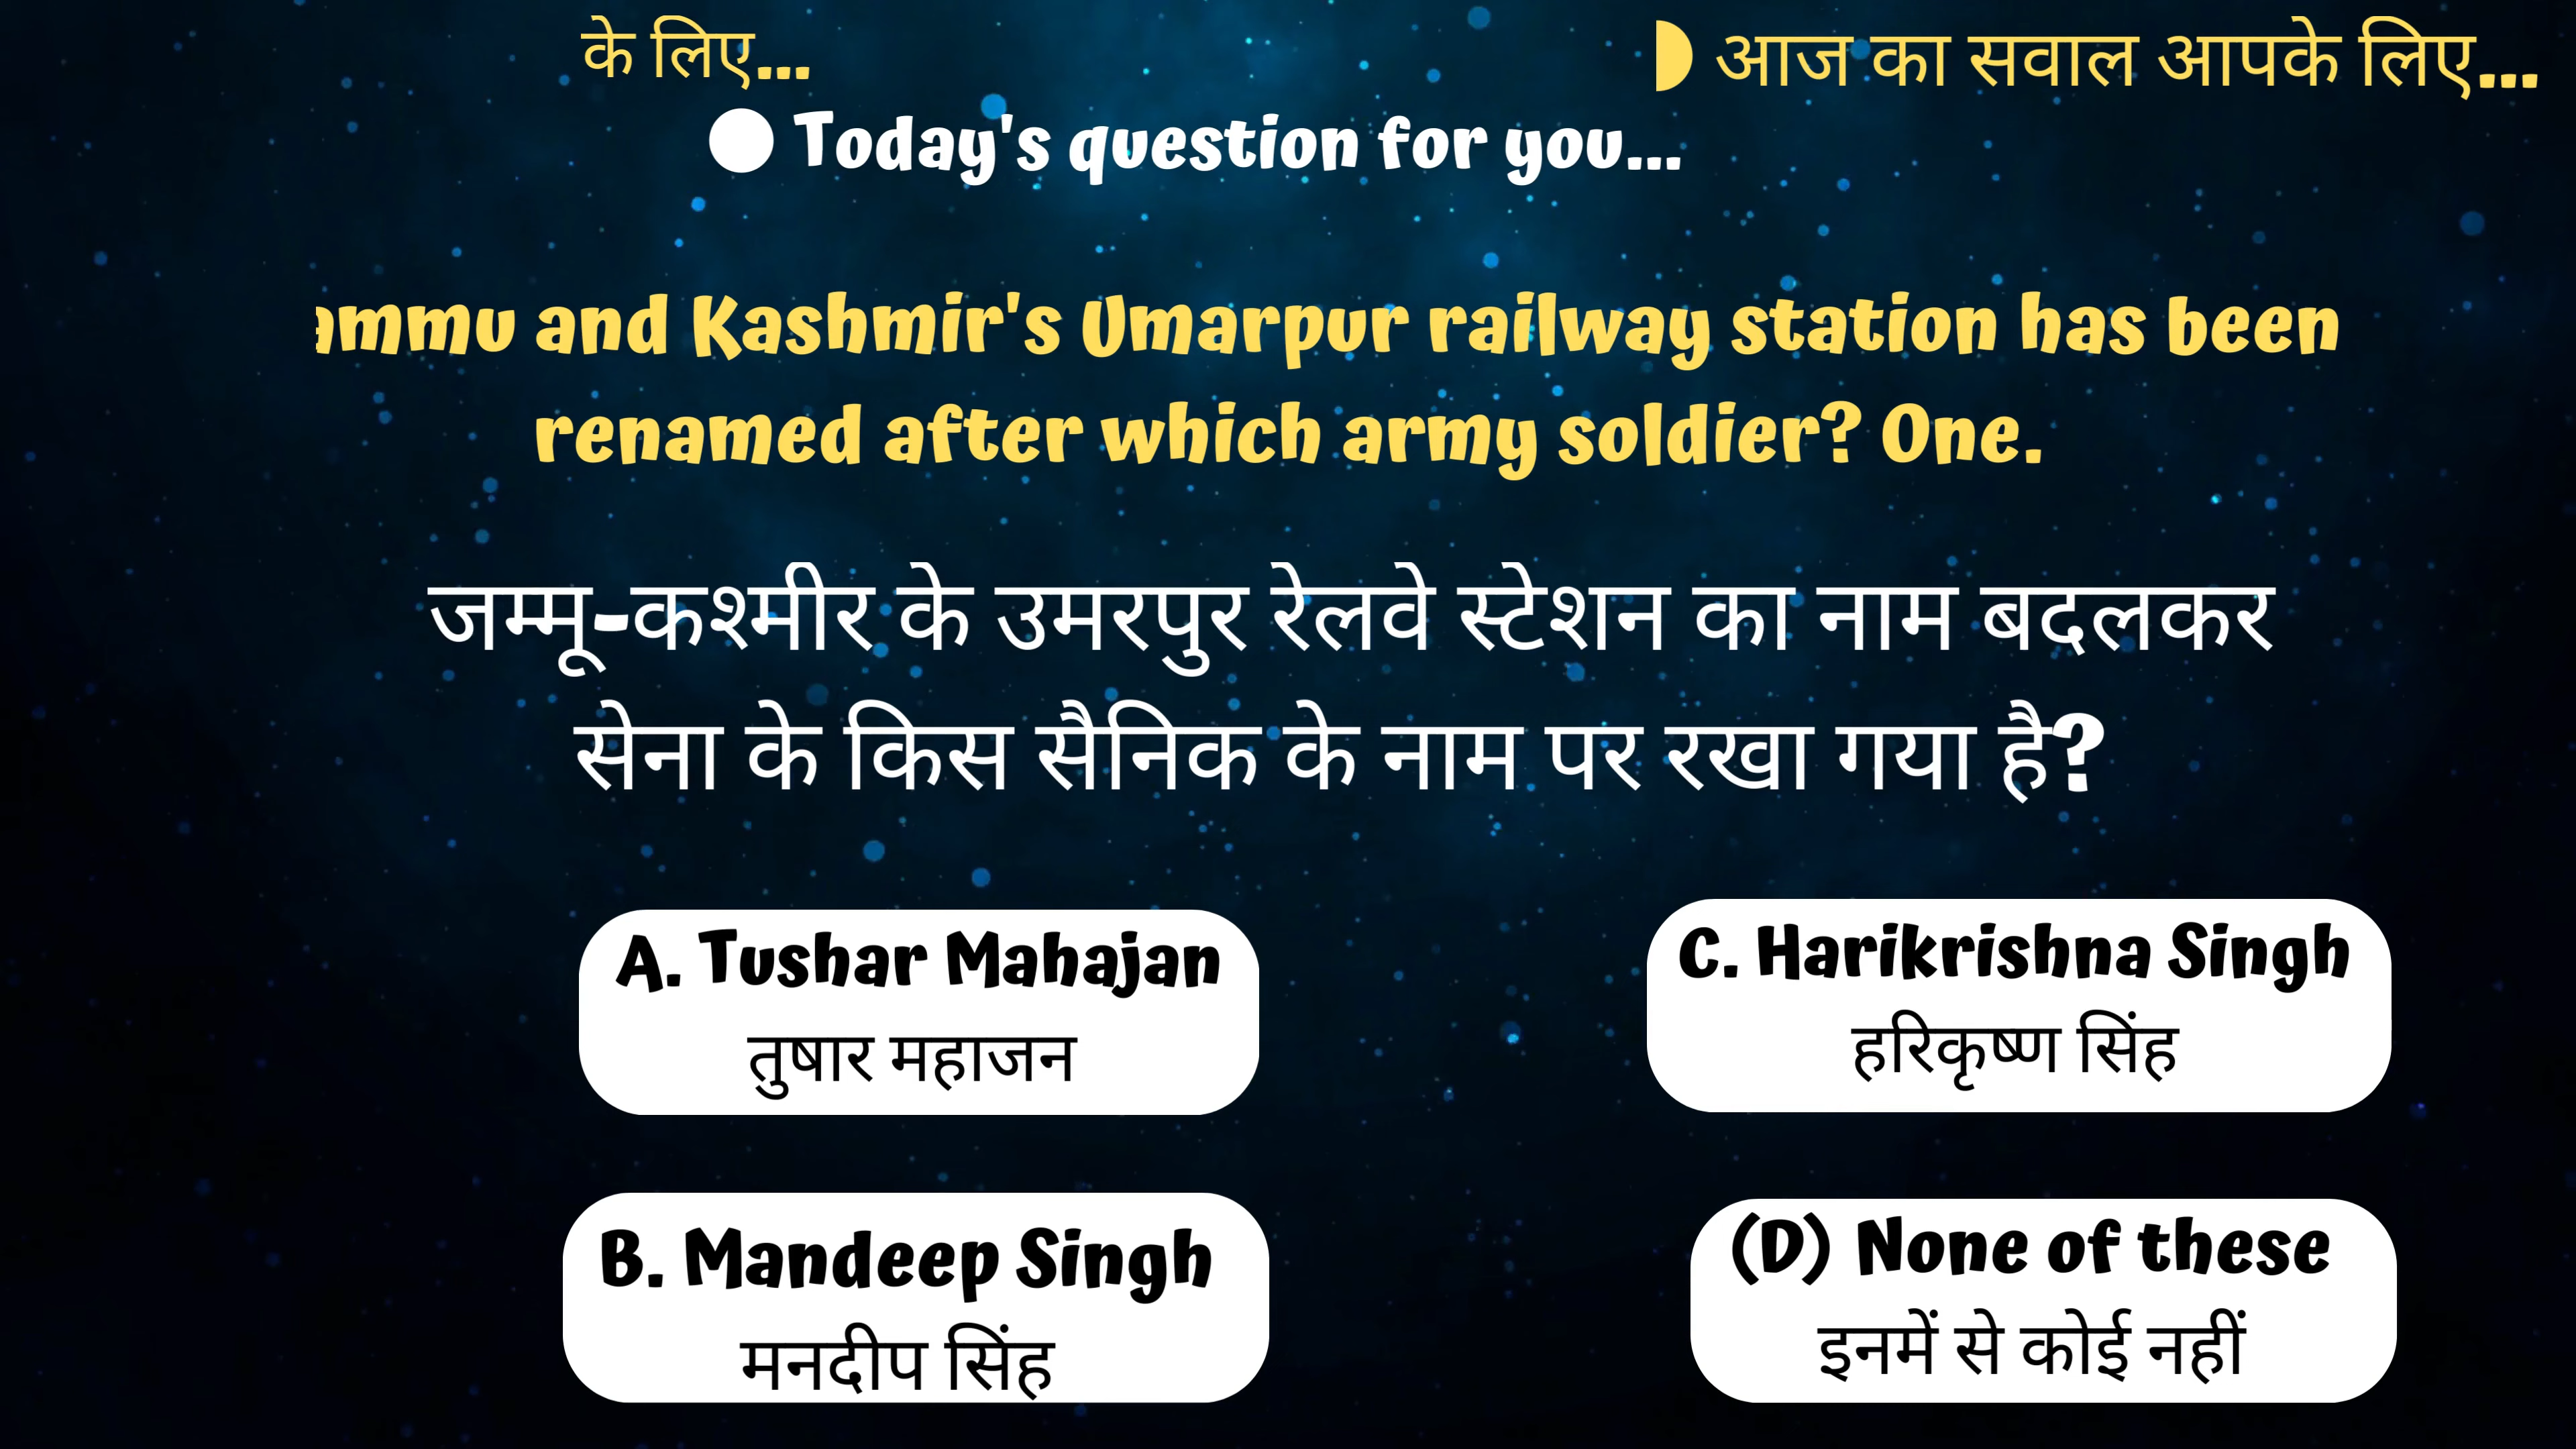 के लिए...
◗ आज का सवाल आपके लिए...
● Today's question for you...
ammu and Kashmir's Umarpur railway station has been
renamed after which army soldier? One.
जम्मू-कश्मीर के उमरपुर रेलवे स्टेशन का नाम बदलकर
सेना के किस सैनिक के नाम पर रखा गया है?
A. Tushar Mahajan
तुषार महाजन
C. Harikrishna Singh
हरिकृष्ण सिंह
B. Mandeep Singh
मनदीप सिंह
(D) None of these
इनमें से कोई नहीं